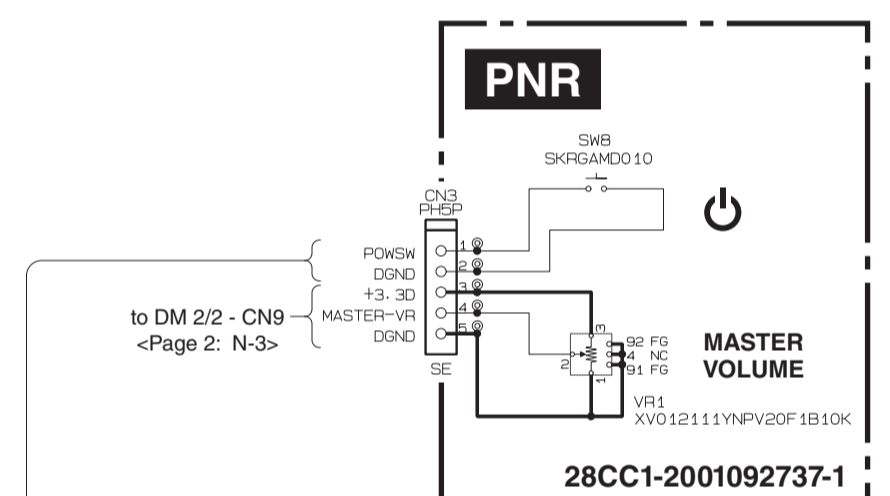 PNR
SW8
SKRGAMD010
CN3
PH5P
POWSW
DGND
+3.3D
MASTER-VR
DGND
1
2
3
4
5
SE
to DM 2/2 - CN9
<Page 2: N-3>
3
2
1
92 FG
4 NC
91 FG
MASTER
VOLUME
VR1
XV012111YNPV20F1B10K
28CC1-2001092737-1